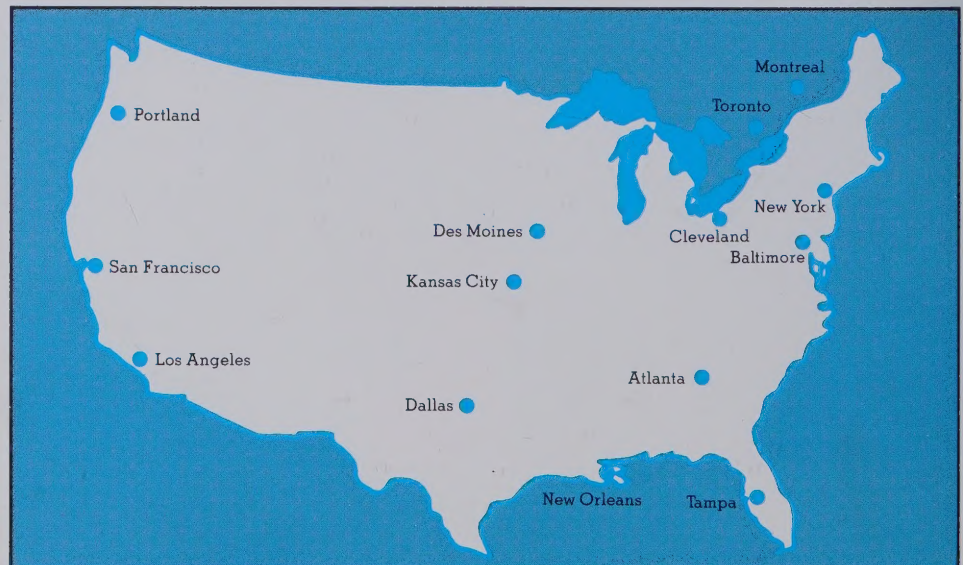 Montreal
Toronto
Portland
New York
Des Moines
Cleveland
Baltimore
San Francisco
Kansas City
Los Angeles
Atlanta
Dallas
New Orleans
Tampa